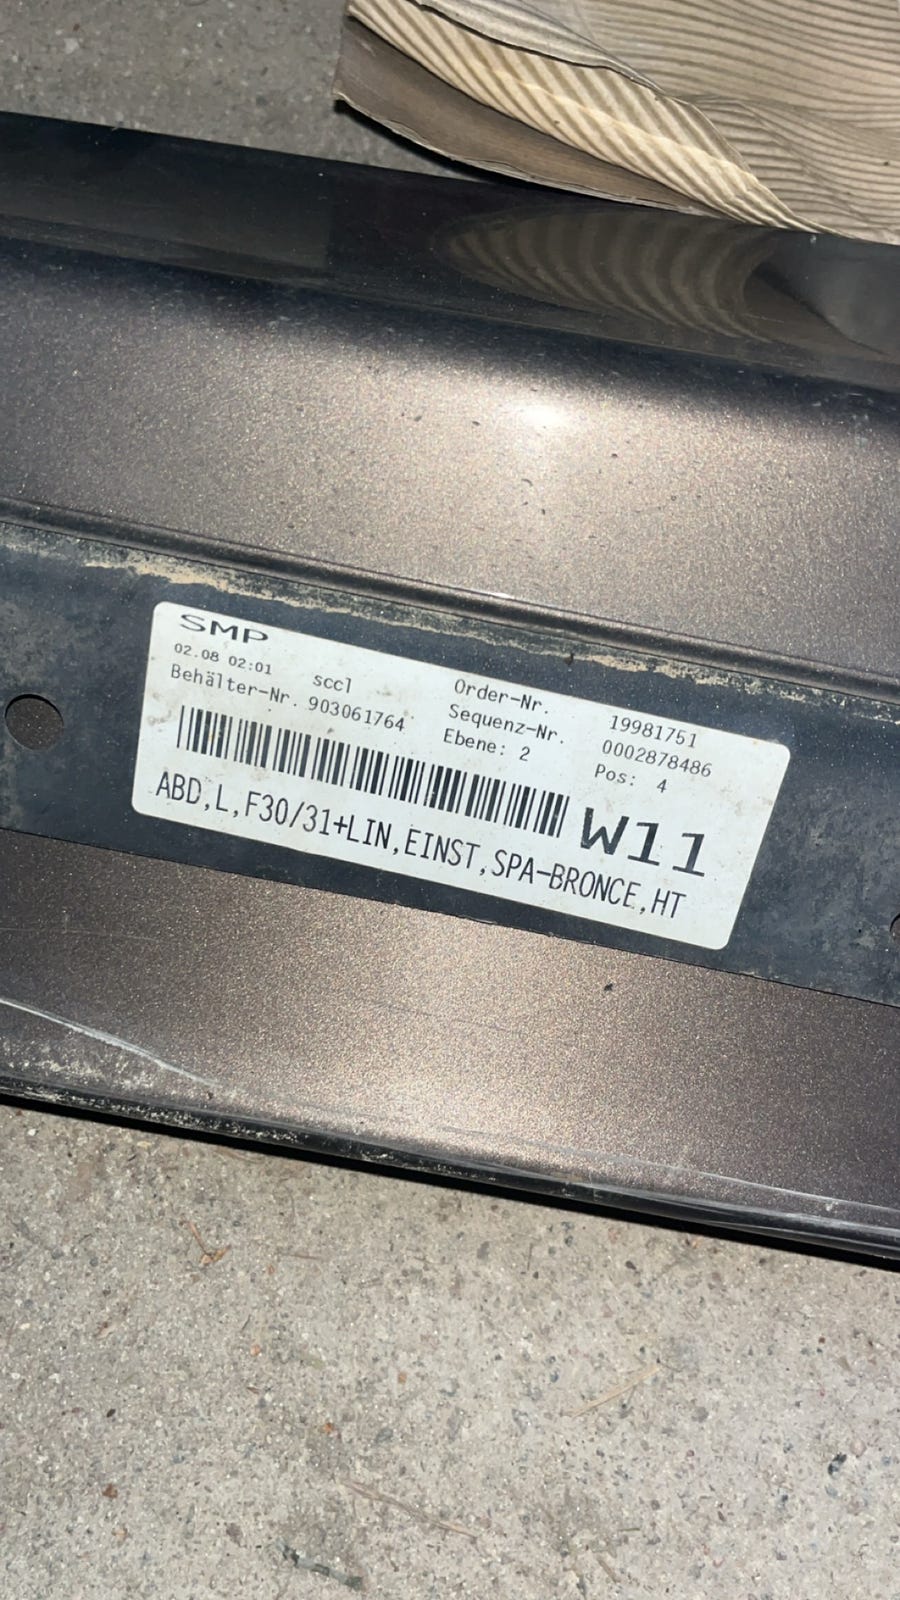 SMP
02.08 02:01 sccl
Behälter-Nr. 903061764
Order-Nr. 19981751
Sequenz-Nr. 0002878486
Ebene: 2 Pos: 4
W11
ABD,L,F30/31+LIN,EINST,SPA-BRONCE,HT